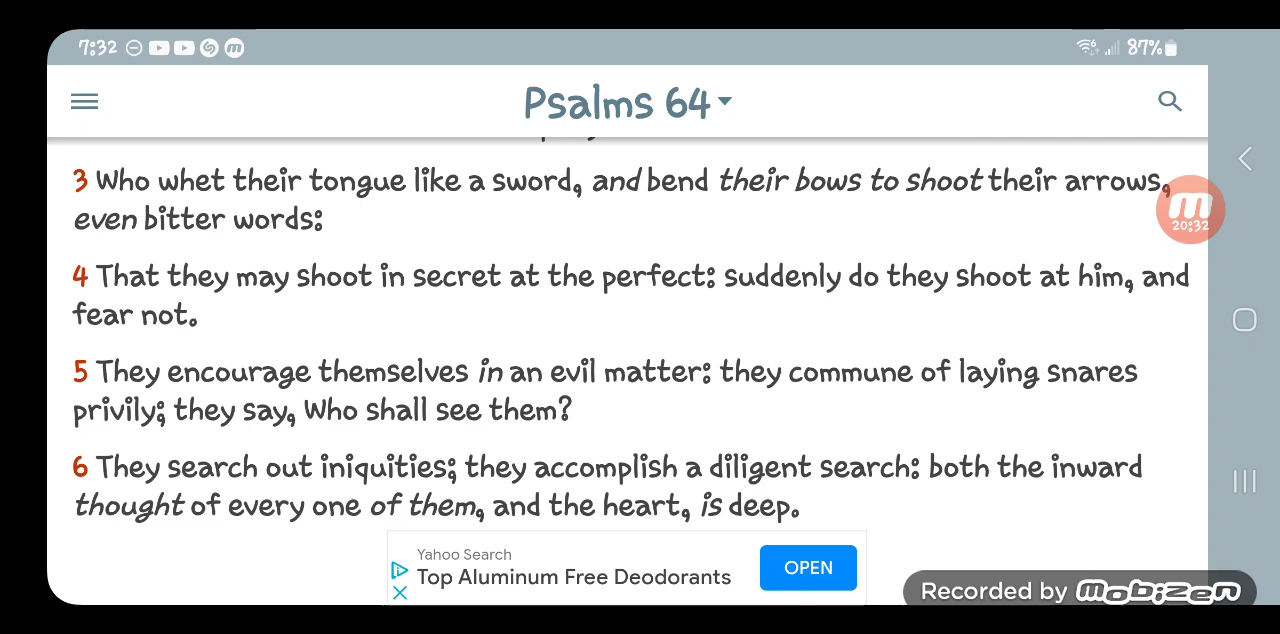 7:32
87%
Psalms 64
3 Who whet their tongue like a sword, and bend their bows to shoot their arrows,
even bitter words:
4 That they may shoot in secret at the perfect: suddenly do they shoot at him, and
fear not.
5 They encourage themselves in an evil matter: they commune of laying snares
privily; they say, Who shall see them?
6 They search out iniquities; they accomplish a diligent search: both the inward
thought of every one of them, and the heart, is deep.
m
20:32
Yahoo Search
Top Aluminum Free Deodorants
OPEN
Recorded by mobizen